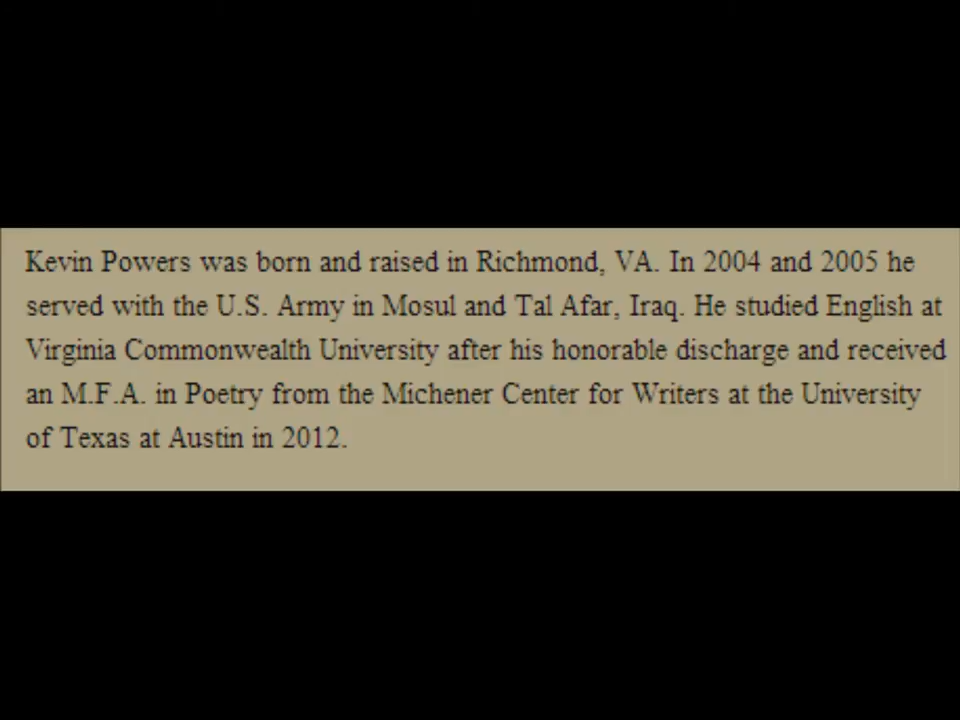 Kevin Powers was born and raised in Richmond, VA. In 2004 and 2005 he
served with the U.S. Army in Mosul and Tal Afar, Iraq. He studied English at
Virginia Commonwealth University after his honorable discharge and received
an M.F.A. in Poetry from the Michener Center for Writers at the University
of Texas at Austin in 2012.